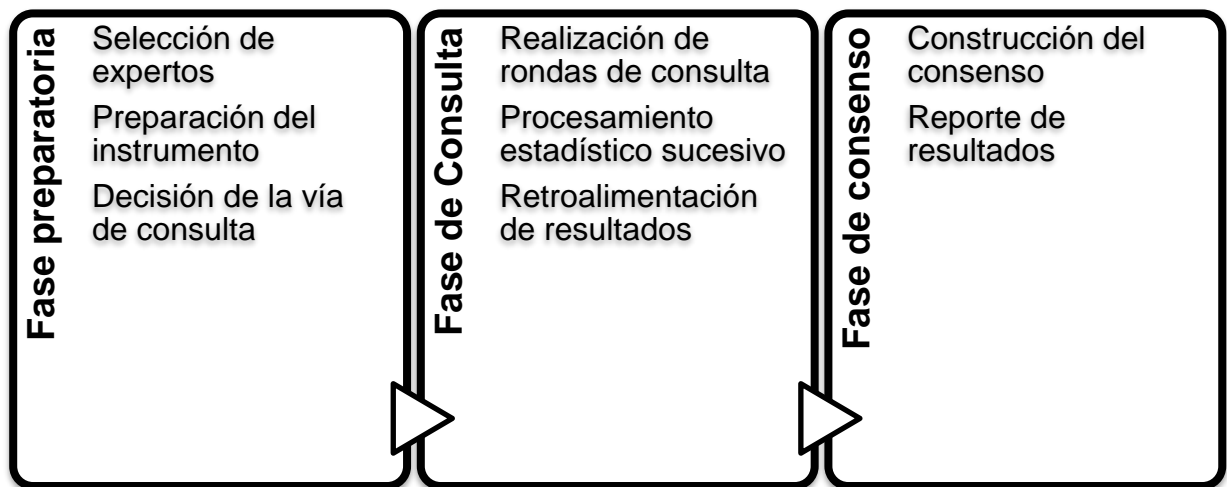 Fase preparatoria
Selección de
expertos
Preparación del
instrumento
Decisión de la vía
de consulta
Fase de Consulta
Realización de
rondas de consulta
Procesamiento
estadístico sucesivo
Retroalimentación
de resultados
Fase de consenso
Construcción del
consenso
Reporte de
resultados